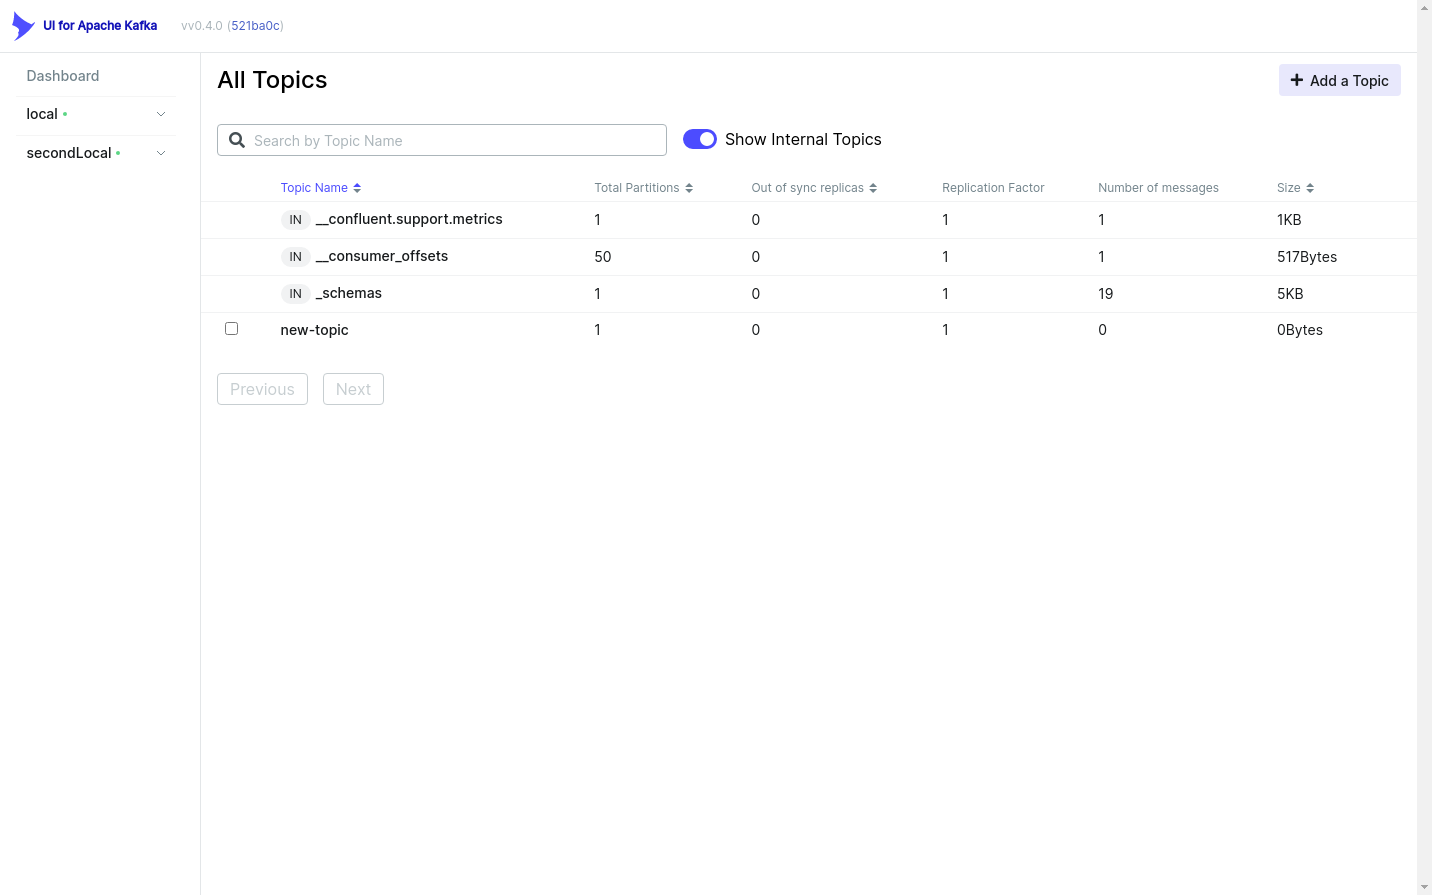 UI for Apache Kafka vv0.4.0 (521ba0c)
Dashboard
local
secondLocal
All Topics
Add a Topic
Search by Topic Name
Show Internal Topics
Topic Name Total Partitions Out of sync replicas Replication Factor Number of messages Size
IN __confluent.support.metrics 1 0 1 1 1KB
IN __consumer_offsets 50 0 1 1 517Bytes
IN _schemas 1 0 1 19 5KB
new-topic 1 0 1 0 0Bytes
Previous Next